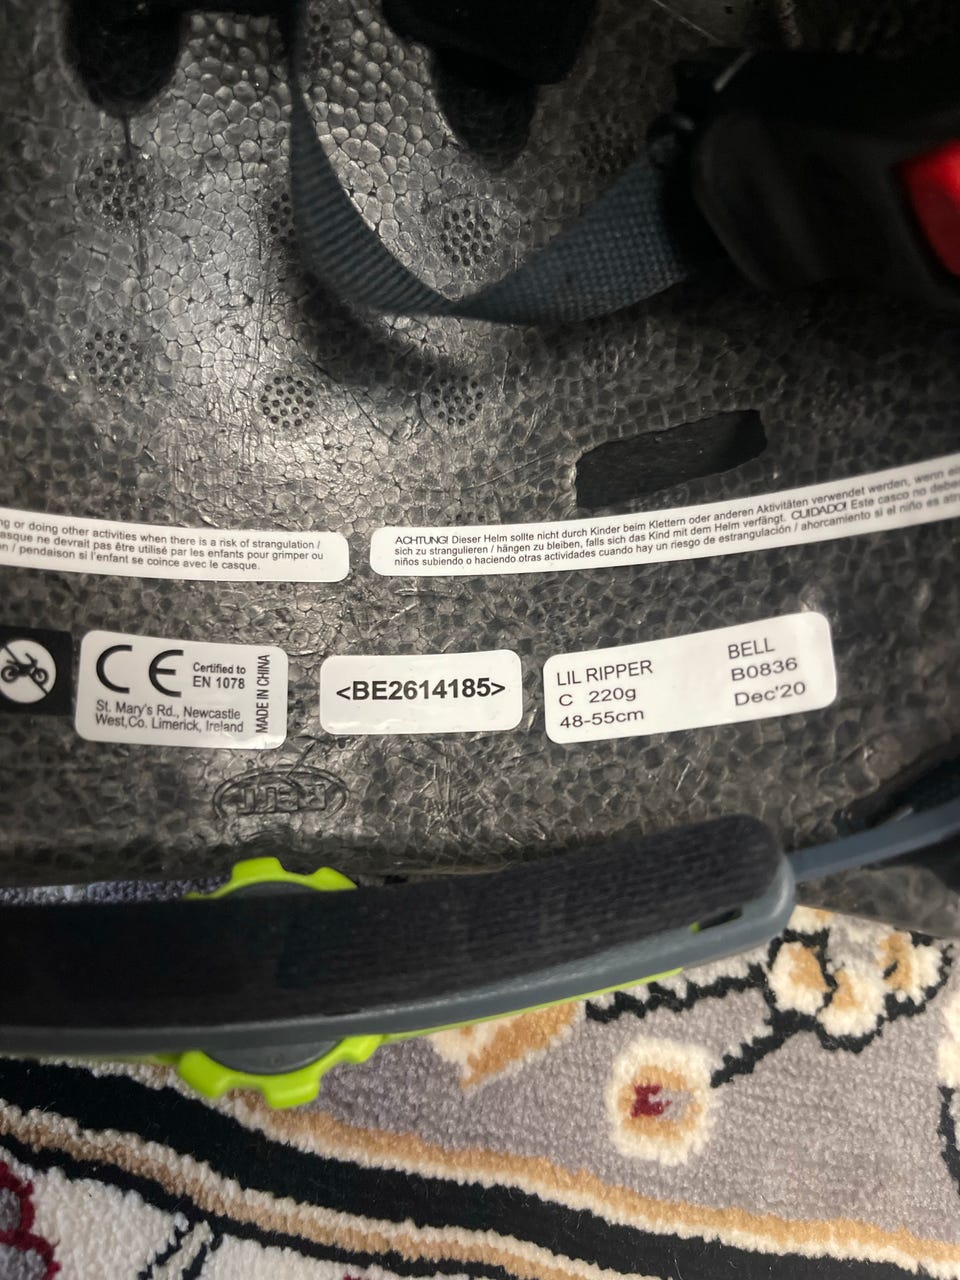 ng or doing other activities when there is a risk of strangulation /
asque ne devrait pas être utilisé par les enfants pour grimper ou
n / pendaison si l'enfant se coince avec le casque.
ACHTUNG! Dieser Helm sollte nicht durch Kinder beim Klettern oder anderen Aktivitäten verwendet werden, wenn
sich zu strangulieren / hängen zu bleiben, falls sich das Kind mit dem Helm verfängt. CUIDADO! Este casco no debe
niños subiendo o haciendo otras actividades cuando hay un riesgo de estrangulación / ahorcamiento si el niño es
CE
Certified to
EN 1078
St. Mary's Rd., Newcastle
West,Co. Limerick, Ireland
MADE IN CHINA
<BE2614185>
LIL RIPPER BELL
C 220g B0836
48-55cm Dec'20
BELL